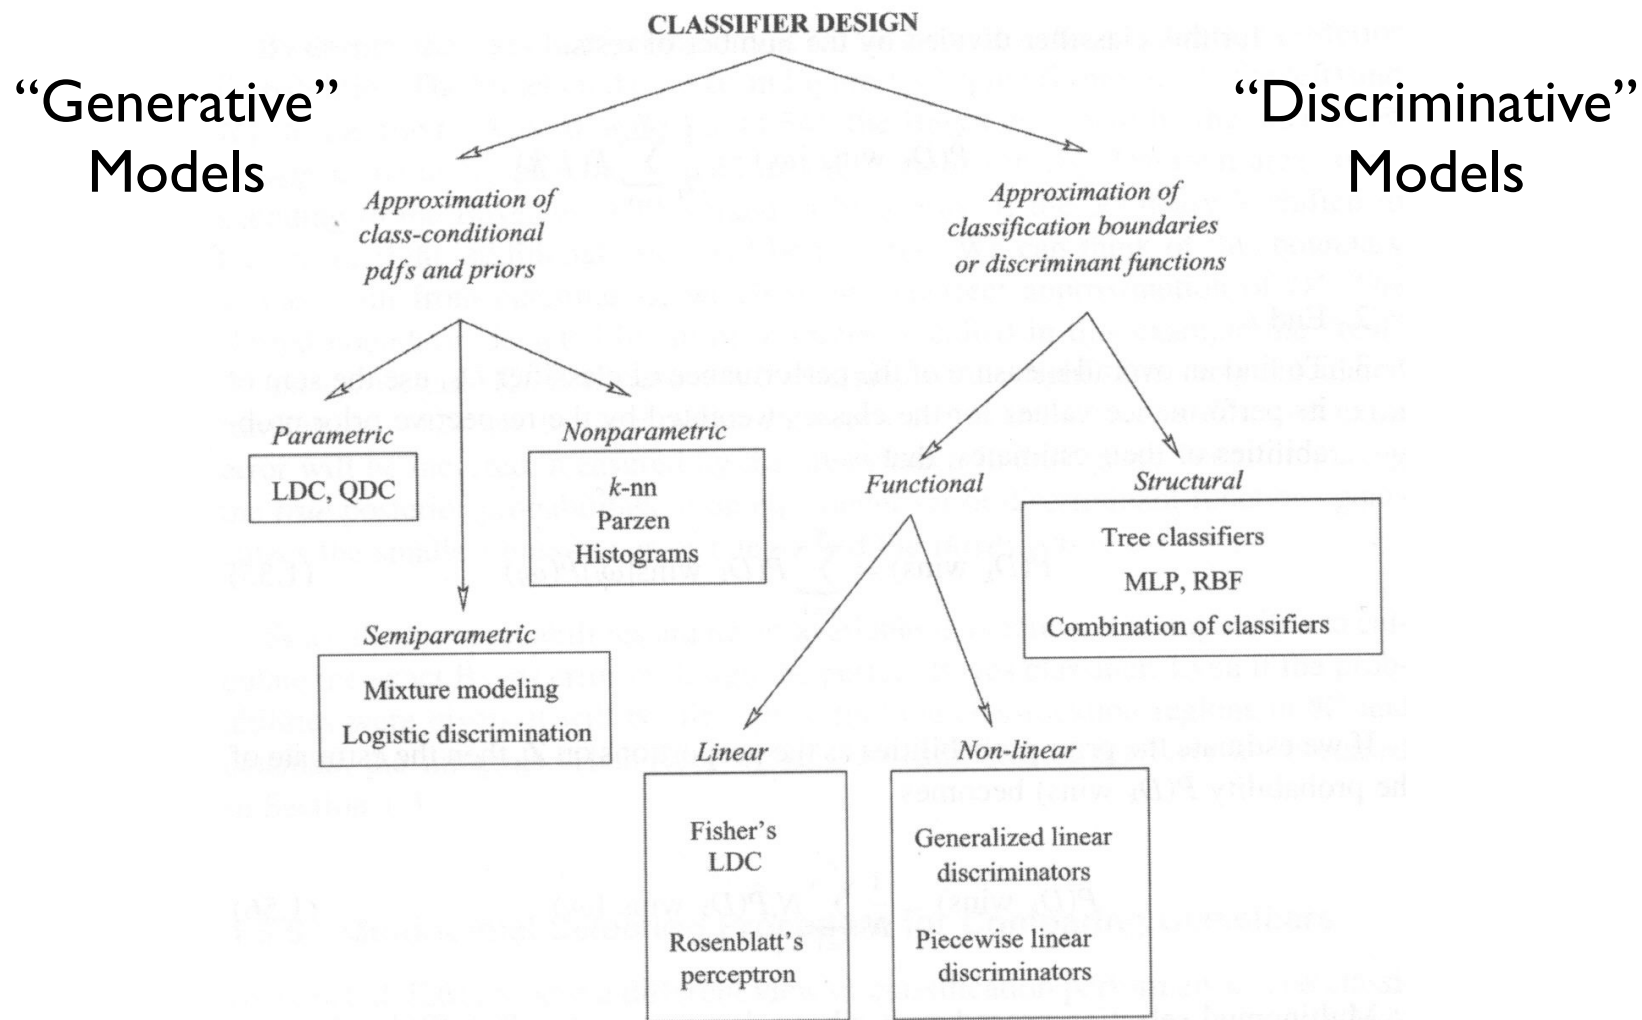 CLASSIFIER DESIGN
“Generative”
Models
“Discriminative”
Models
Approximation of
class-conditional
pdfs and priors
Approximation of
classification boundaries
or discriminant functions
Parametric
LDC, QDC
Nonparametric
k-nn
Parzen
Histograms
Semiparametric
Mixture modeling
Logistic discrimination
Functional
Structural
Tree classifiers
MLP, RBF
Combination of classifiers
Linear
Fisher's
LDC
Rosenblatt's
perceptron
Non-linear
Generalized linear
discriminators
Piecewise linear
discriminators